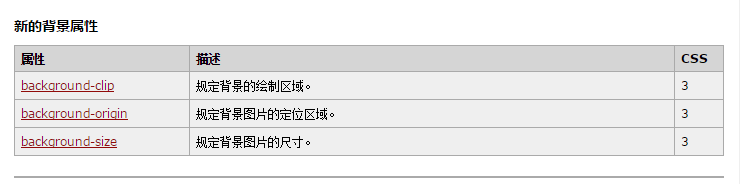 新的背景属性
属性 描述 CSS
background-clip 规定背景的绘制区域。 3
background-origin 规定背景图片的定位区域。 3
background-size 规定背景图片的尺寸。 3